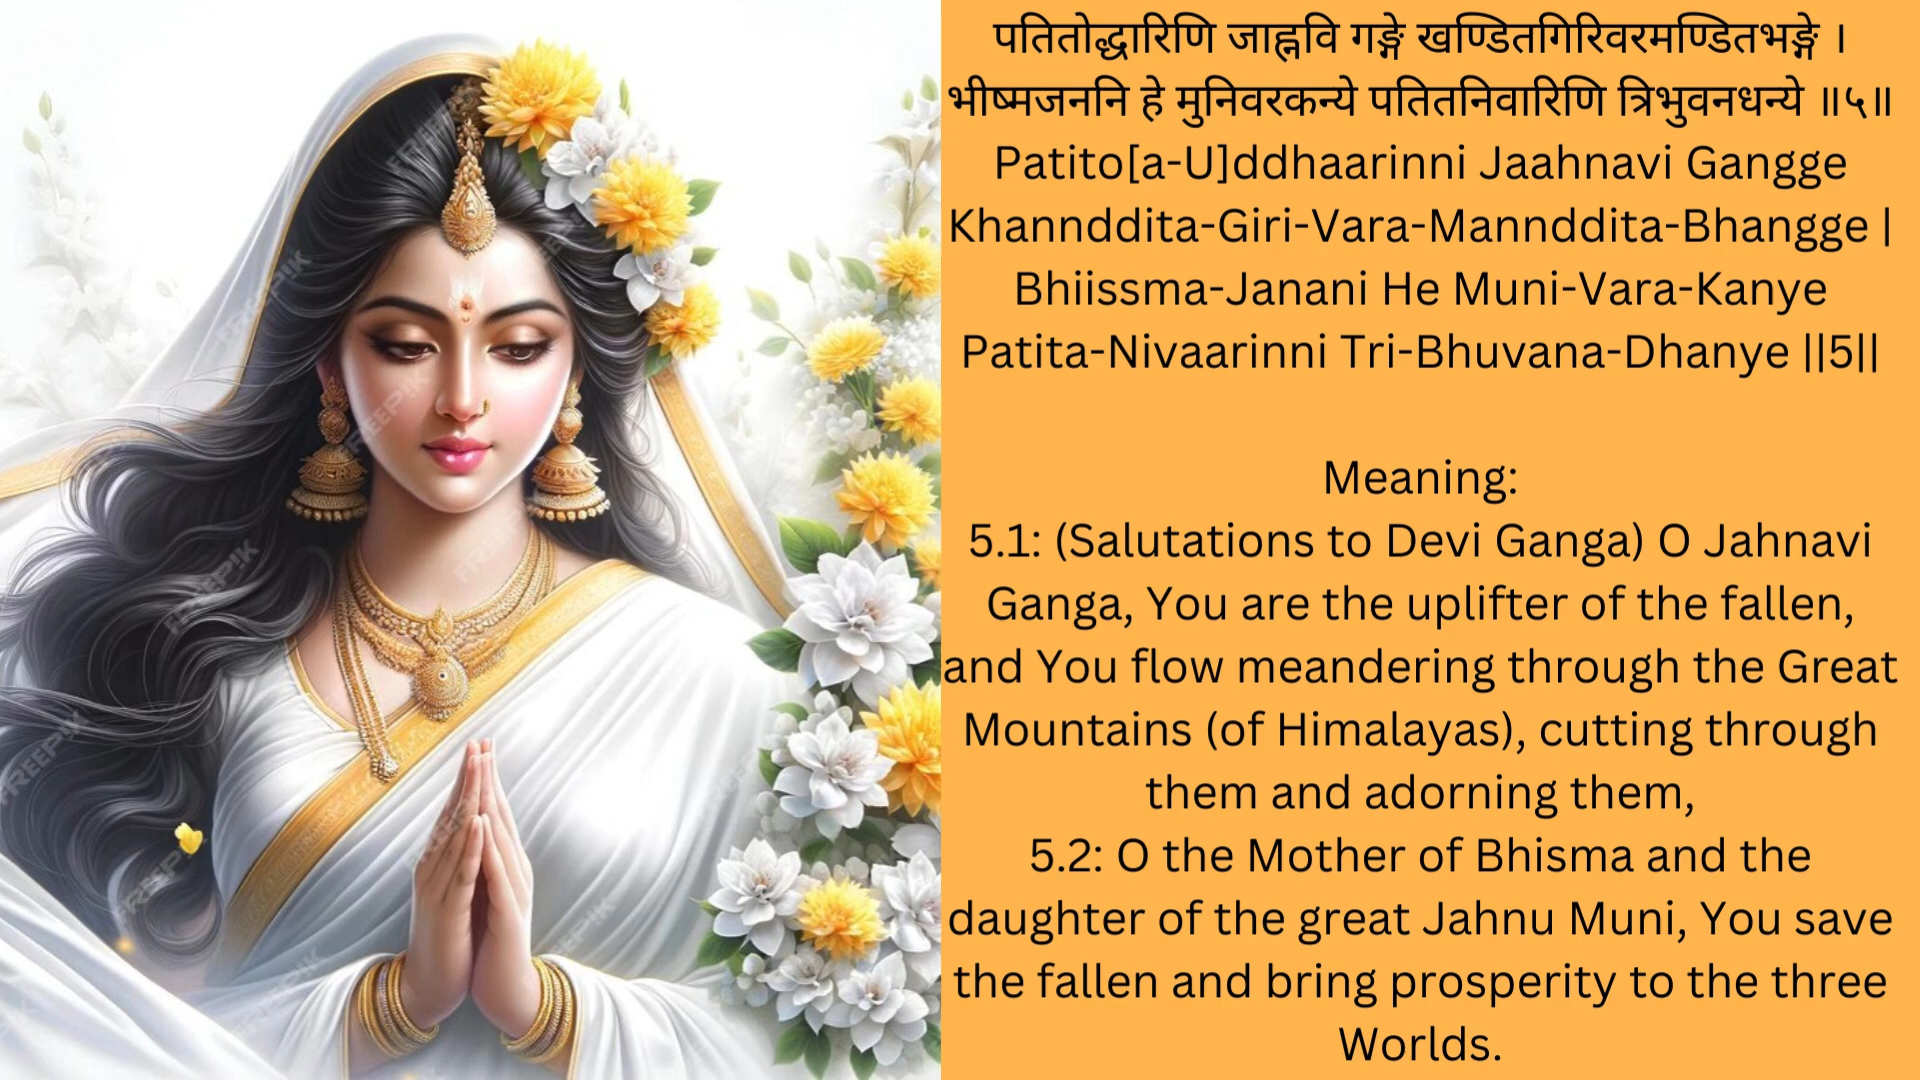 पतितोद्धारिणि जाह्नवि गङ्गे खण्डितगिरिवरमण्डितभङ्गे ।
भीष्मजननि हे मुनिवरकन्ये पतितनिवारिणि त्रिभुवनधन्ये ॥५॥
Patito[a-U]ddhaarinni Jaahnavi Gangge
Khannddita-Giri-Vara-Mannddita-Bhangge |
Bhiissma-Janani He Muni-Vara-Kanye
Patita-Nivaarinni Tri-Bhuvana-Dhanye ||5||
Meaning:
5.1: (Salutations to Devi Ganga) O Jahnavi
Ganga, You are the uplifter of the fallen,
and You flow meandering through the Great
Mountains (of Himalayas), cutting through
them and adorning them,
5.2: O the Mother of Bhisma and the
daughter of the great Jahnu Muni, You save
the fallen and bring prosperity to the three
Worlds.